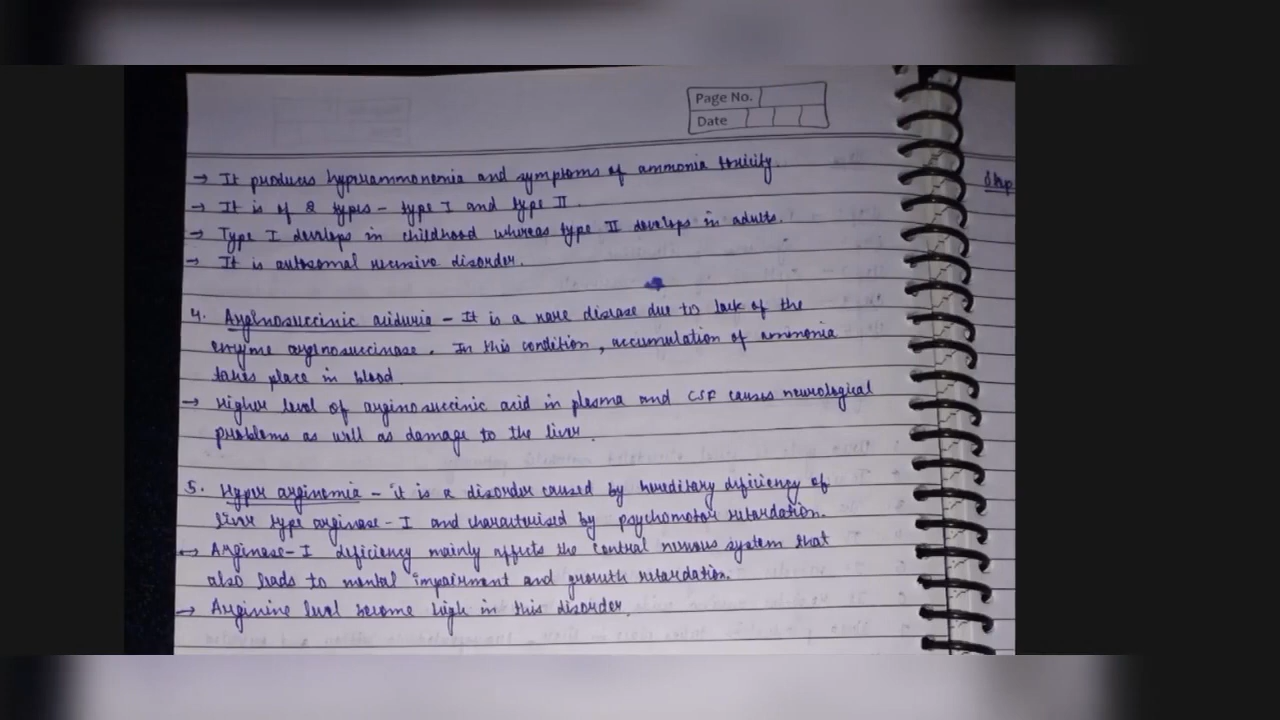 Page No.
Date
→ It produces hyperammonemia and symptoms of ammonia toxicity.
→ It is of 2 types - type I and type II.
→ Type I develops in childhood whereas type II develops in adults.
→ It is autosomal recessive disorder.
4. Arginosuccinic aciduria - It is a rare disease due to lack of the
enzyme arginosuccinase. In this condition, accumulation of ammonia
takes place in blood.
→ Higher level of arginosuccinic acid in plasma and CSF causes neurological
problems as well as damage to the liver.
5. Hyper arginemia - it is a disorder caused by hereditary deficiency of
liver type arginase - I and characterised by psychomotor retardation.
→ Arginase-I deficiency mainly affects the central nervous system that
also leads to mental impairment and growth retardation.
→ Arginine level become high in this disorder.